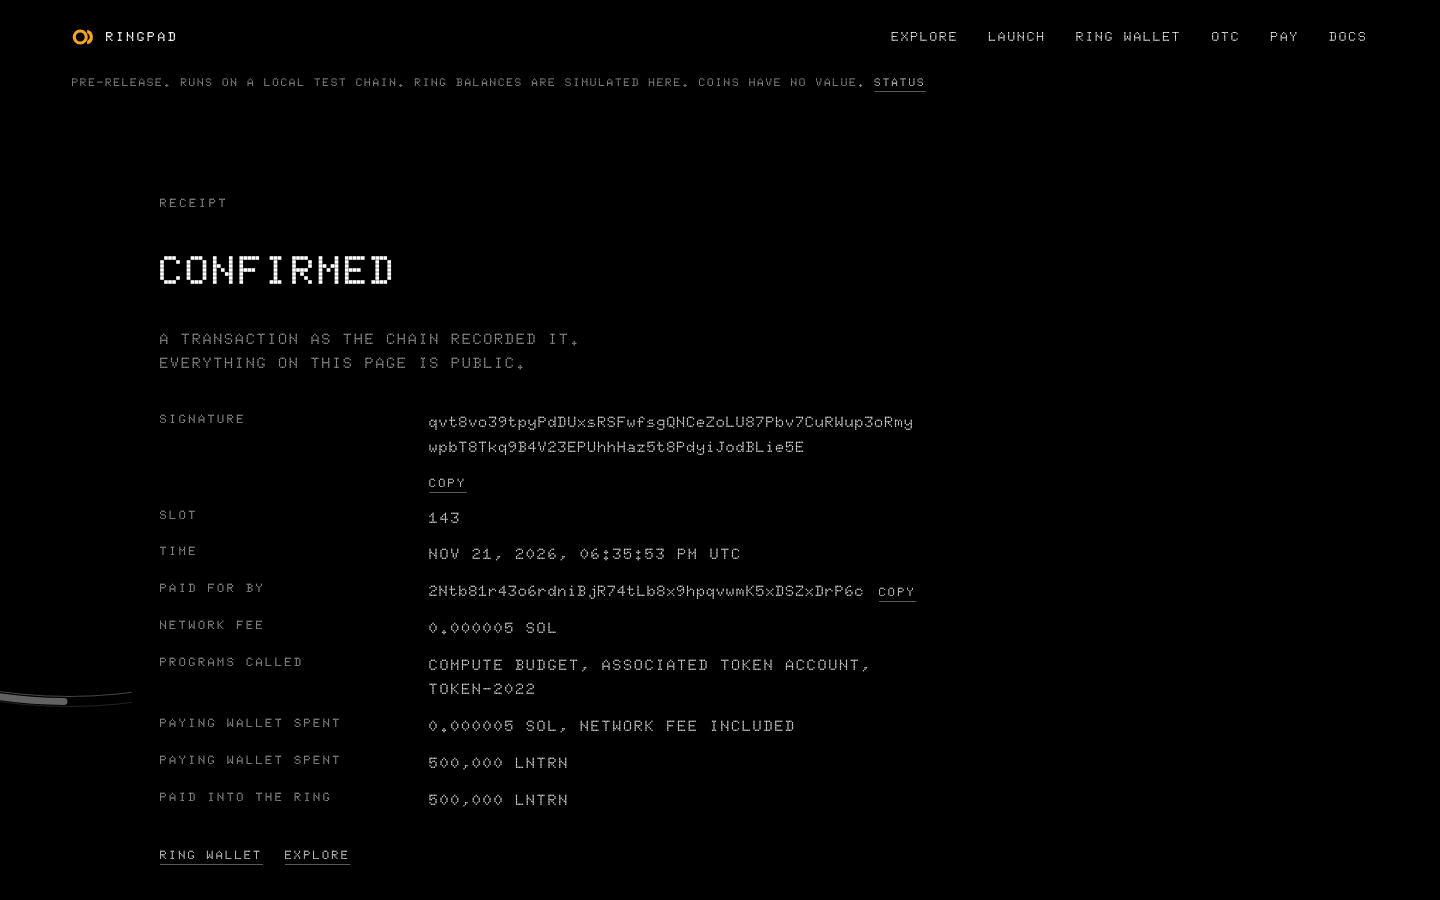 RINGPAD
EXPLORE LAUNCH RING WALLET OTC PAY DOCS
PRE-RELEASE. RUNS ON A LOCAL TEST CHAIN. RING BALANCES ARE SIMULATED HERE. COINS HAVE NO VALUE. STATUS
RECEIPT
CONFIRMED
A TRANSACTION AS THE CHAIN RECORDED IT.
EVERYTHING ON THIS PAGE IS PUBLIC.
SIGNATURE
qvt8vo39tpyPdDUxsRSFwfsgQNCeZoLU87Pbv7CuRWup3oRmy
wpbT8Tkq9B4V23EPUhhHaz5t8PdyiJodBLie5E
COPY
SLOT 143
TIME NOV 21, 2026, 06:35:53 PM UTC
PAID FOR BY 2Ntb81r43o6rdniBjR74tLb8x9hpqvwmK5xDSZxDrP6c COPY
NETWORK FEE 0.000005 SOL
PROGRAMS CALLED COMPUTE BUDGET, ASSOCIATED TOKEN ACCOUNT,
TOKEN-2022
PAYING WALLET SPENT 0.000005 SOL, NETWORK FEE INCLUDED
PAYING WALLET SPENT 500,000 LNTRN
PAID INTO THE RING 500,000 LNTRN
RING WALLET EXPLORE